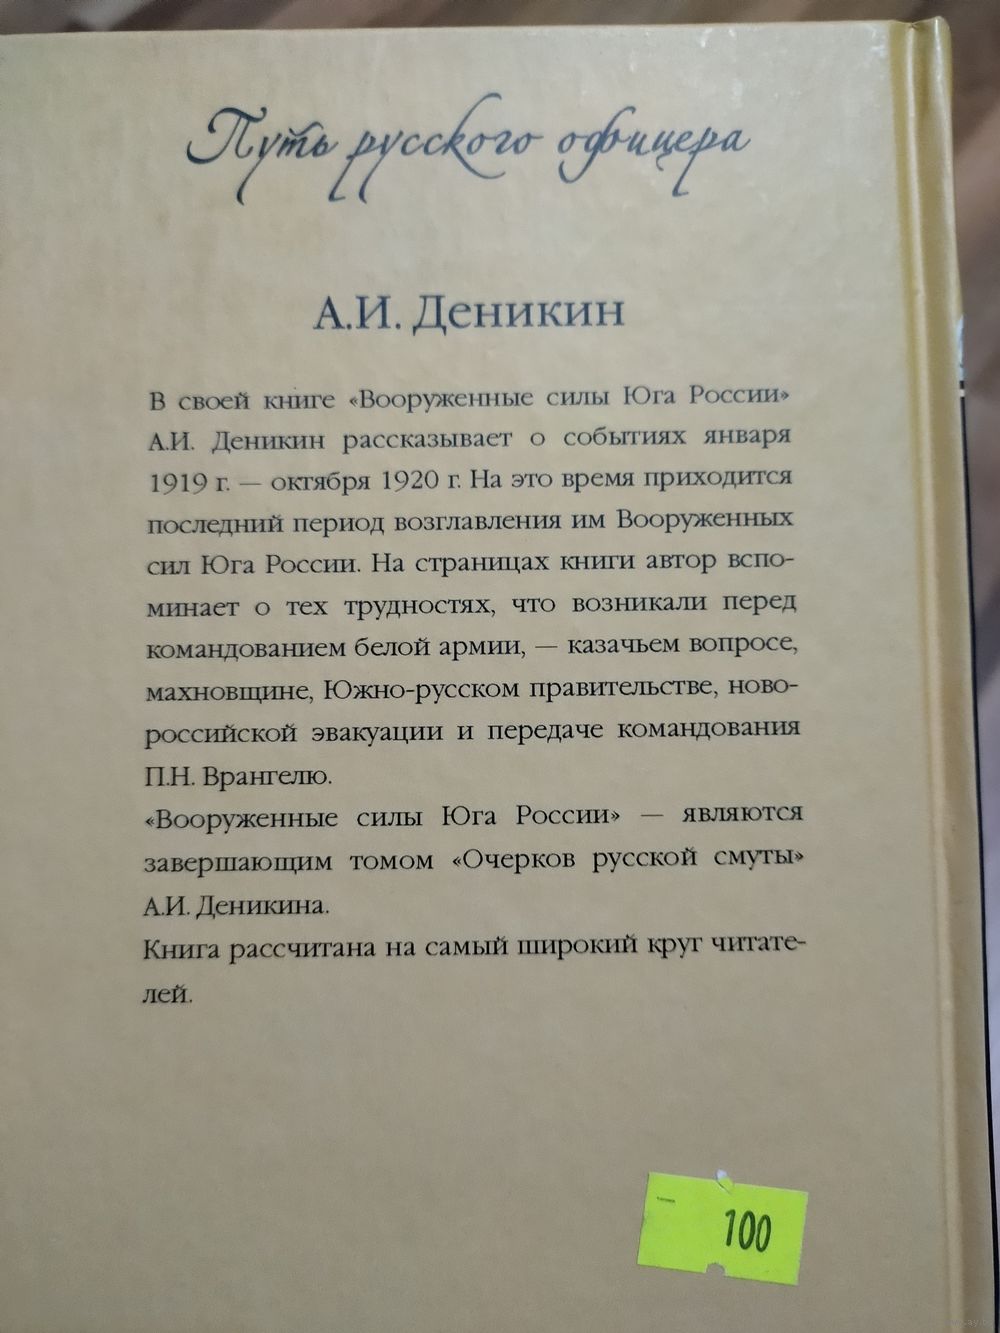 Путь русского офицера
А.И. Деникин
В своей книге «Вооруженные силы Юга России»
А.И. Деникин рассказывает о событиях января
1919 г. — октября 1920 г. На это время приходится
последний период возглавления им Вооруженных
сил Юга России. На страницах книги автор вспо-
минает о тех трудностях, что возникали перед
командованием белой армии, — казачьем вопросе,
махновщине, Южно-русском правительстве, ново-
российской эвакуации и передаче командования
П.Н. Врангелю.
«Вооруженные силы Юга России» — являются
завершающим томом «Очерков русской смуты»
А.И. Деникина.
Книга рассчитана на самый широкий круг читате-
лей.
100